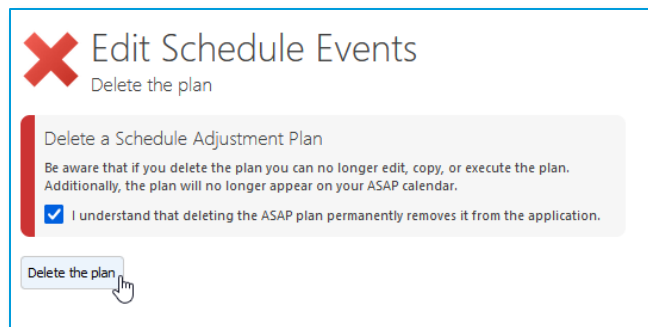 Edit Schedule Events
Delete the plan
Delete a Schedule Adjustment Plan
Be aware that if you delete the plan you can no longer edit, copy, or execute the plan.
Additionally, the plan will no longer appear on your ASAP calendar.
I understand that deleting the ASAP plan permanently removes it from the application.
Delete the plan